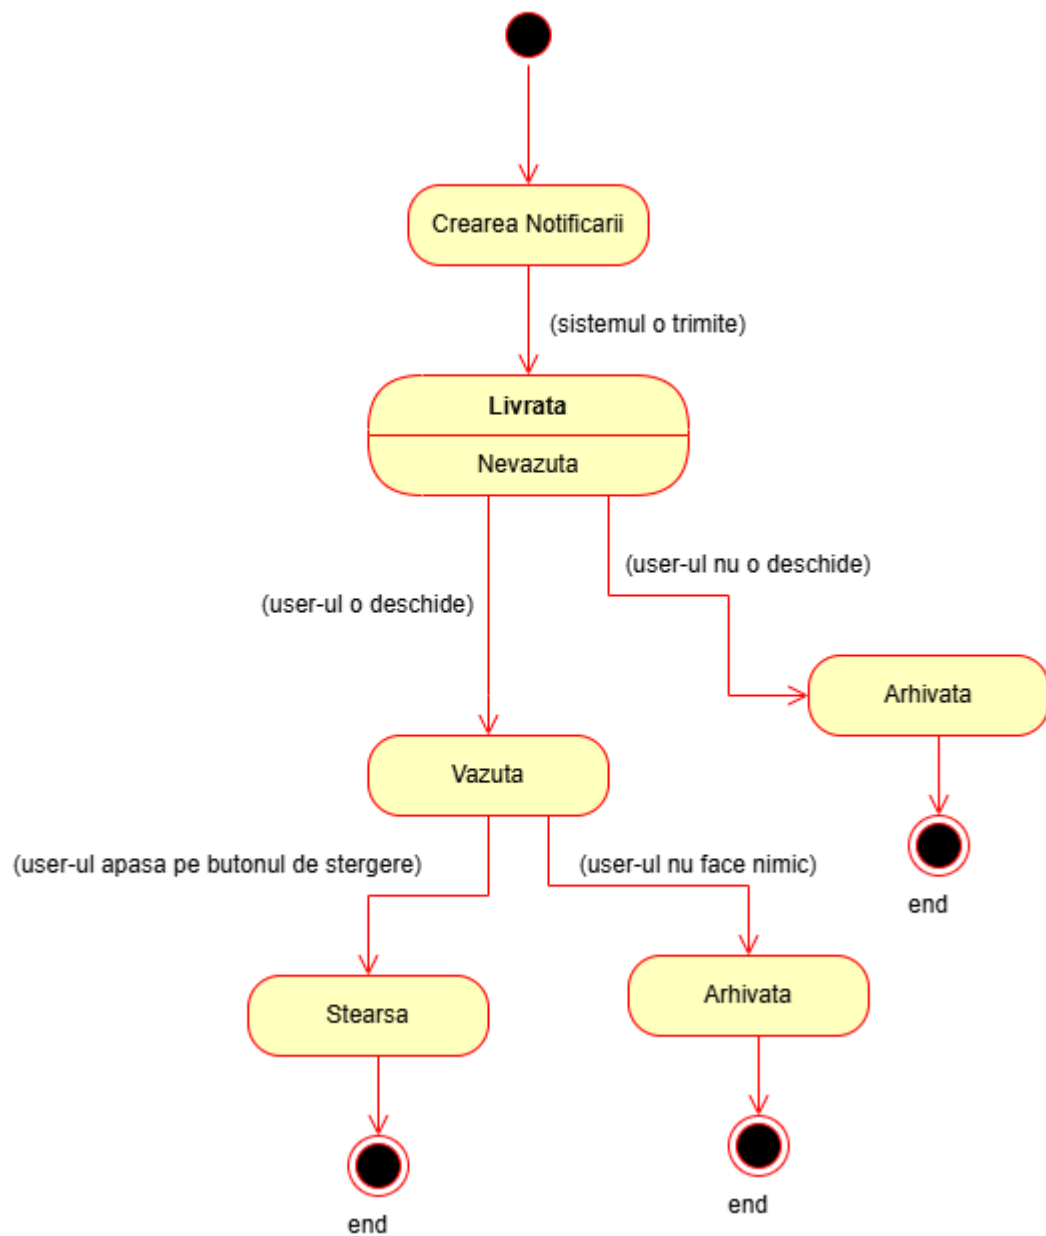 Crearea Notificarii
(sistemul o trimite)
Livrata
Nevazuta
(user-ul nu o deschide)
(user-ul o deschide)
Arhivata
Vazuta
(user-ul apasa pe butonul de stergere)
(user-ul nu face nimic)
end
Arhivata
Stearsa
end
end